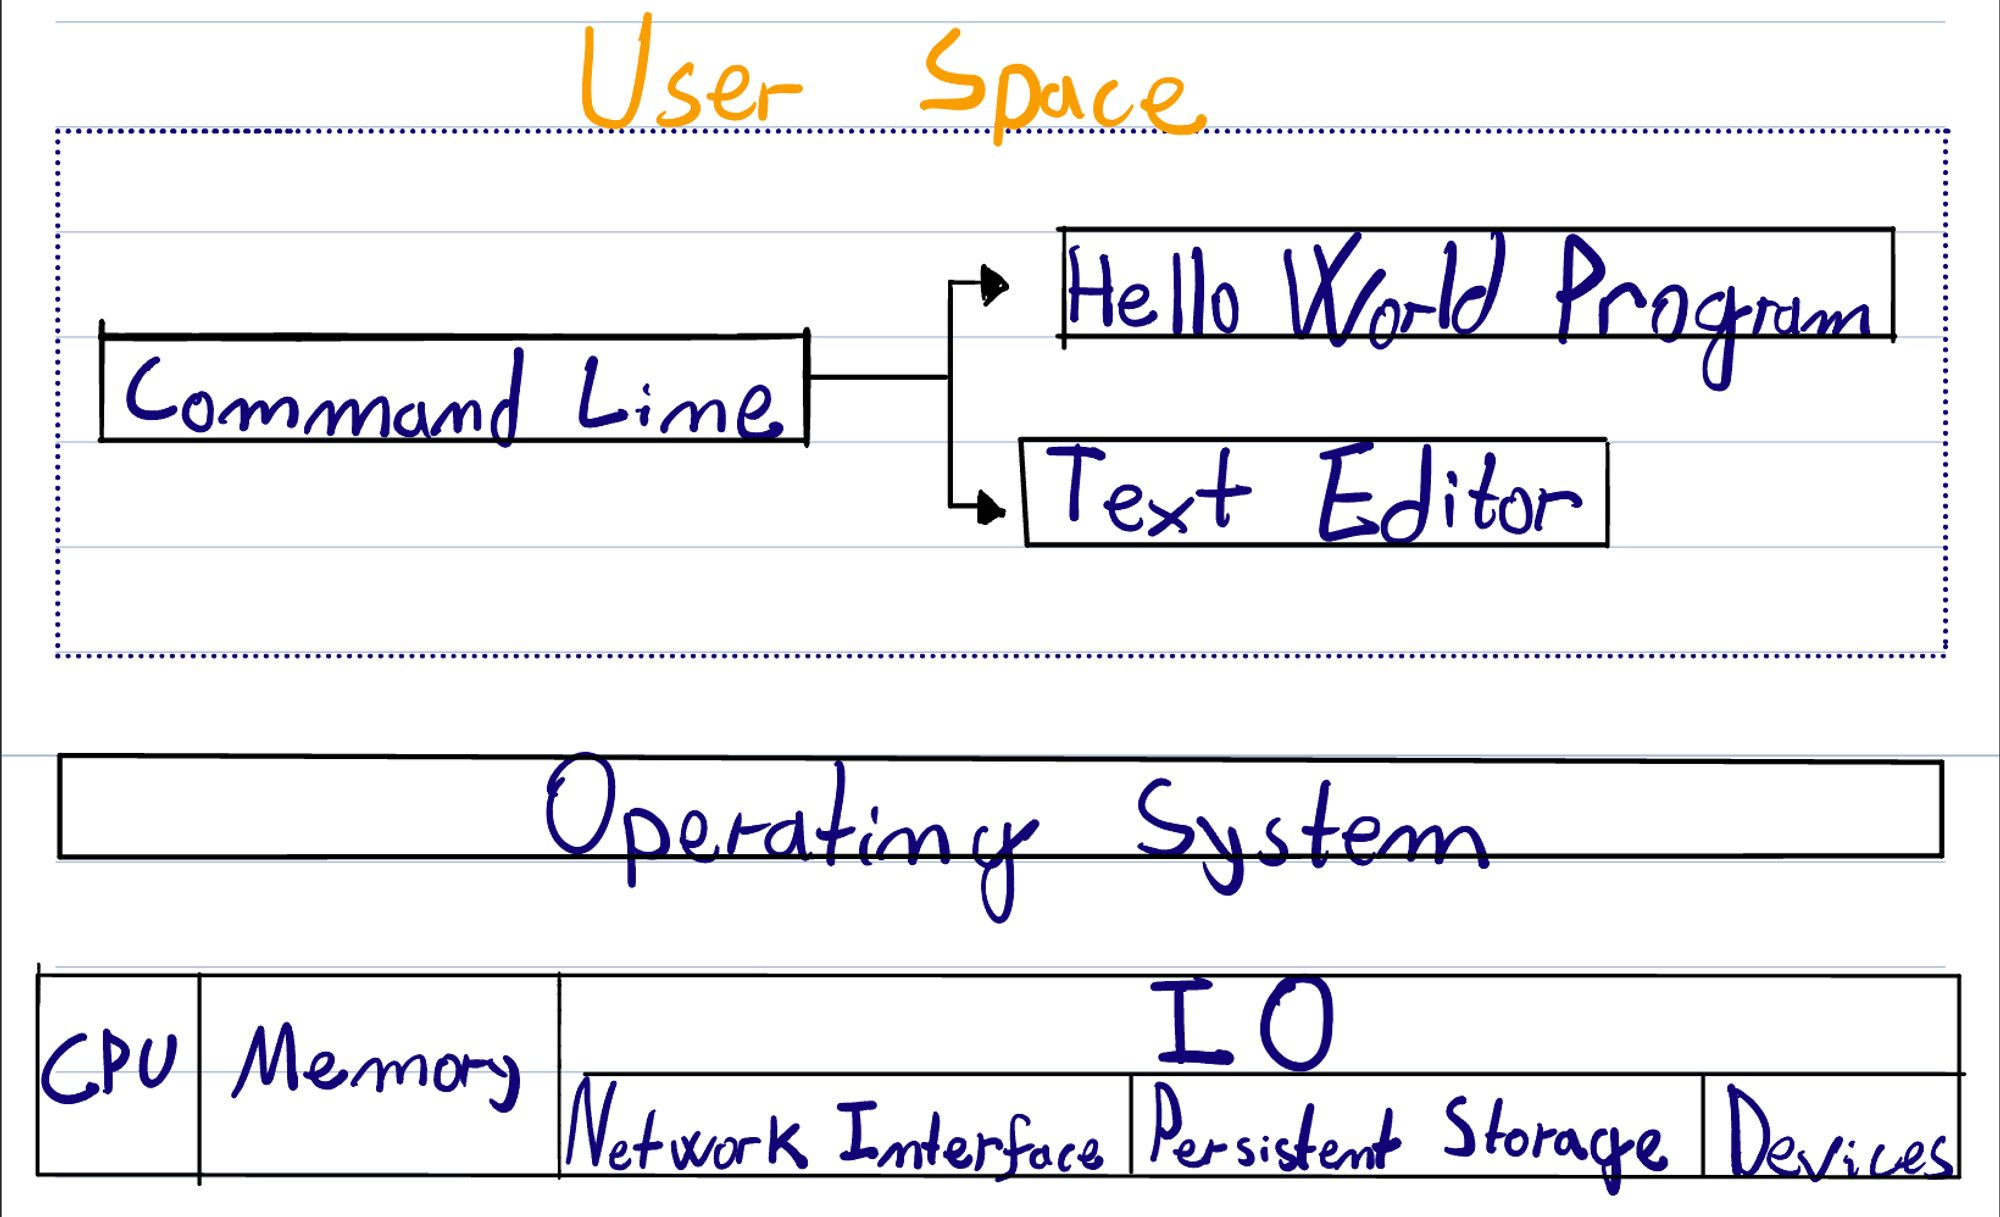 User Space
Hello World Program
Command Line
Text Editor
Operating System
IO
CPU Memory
Network Interface Persistent Storage Devices